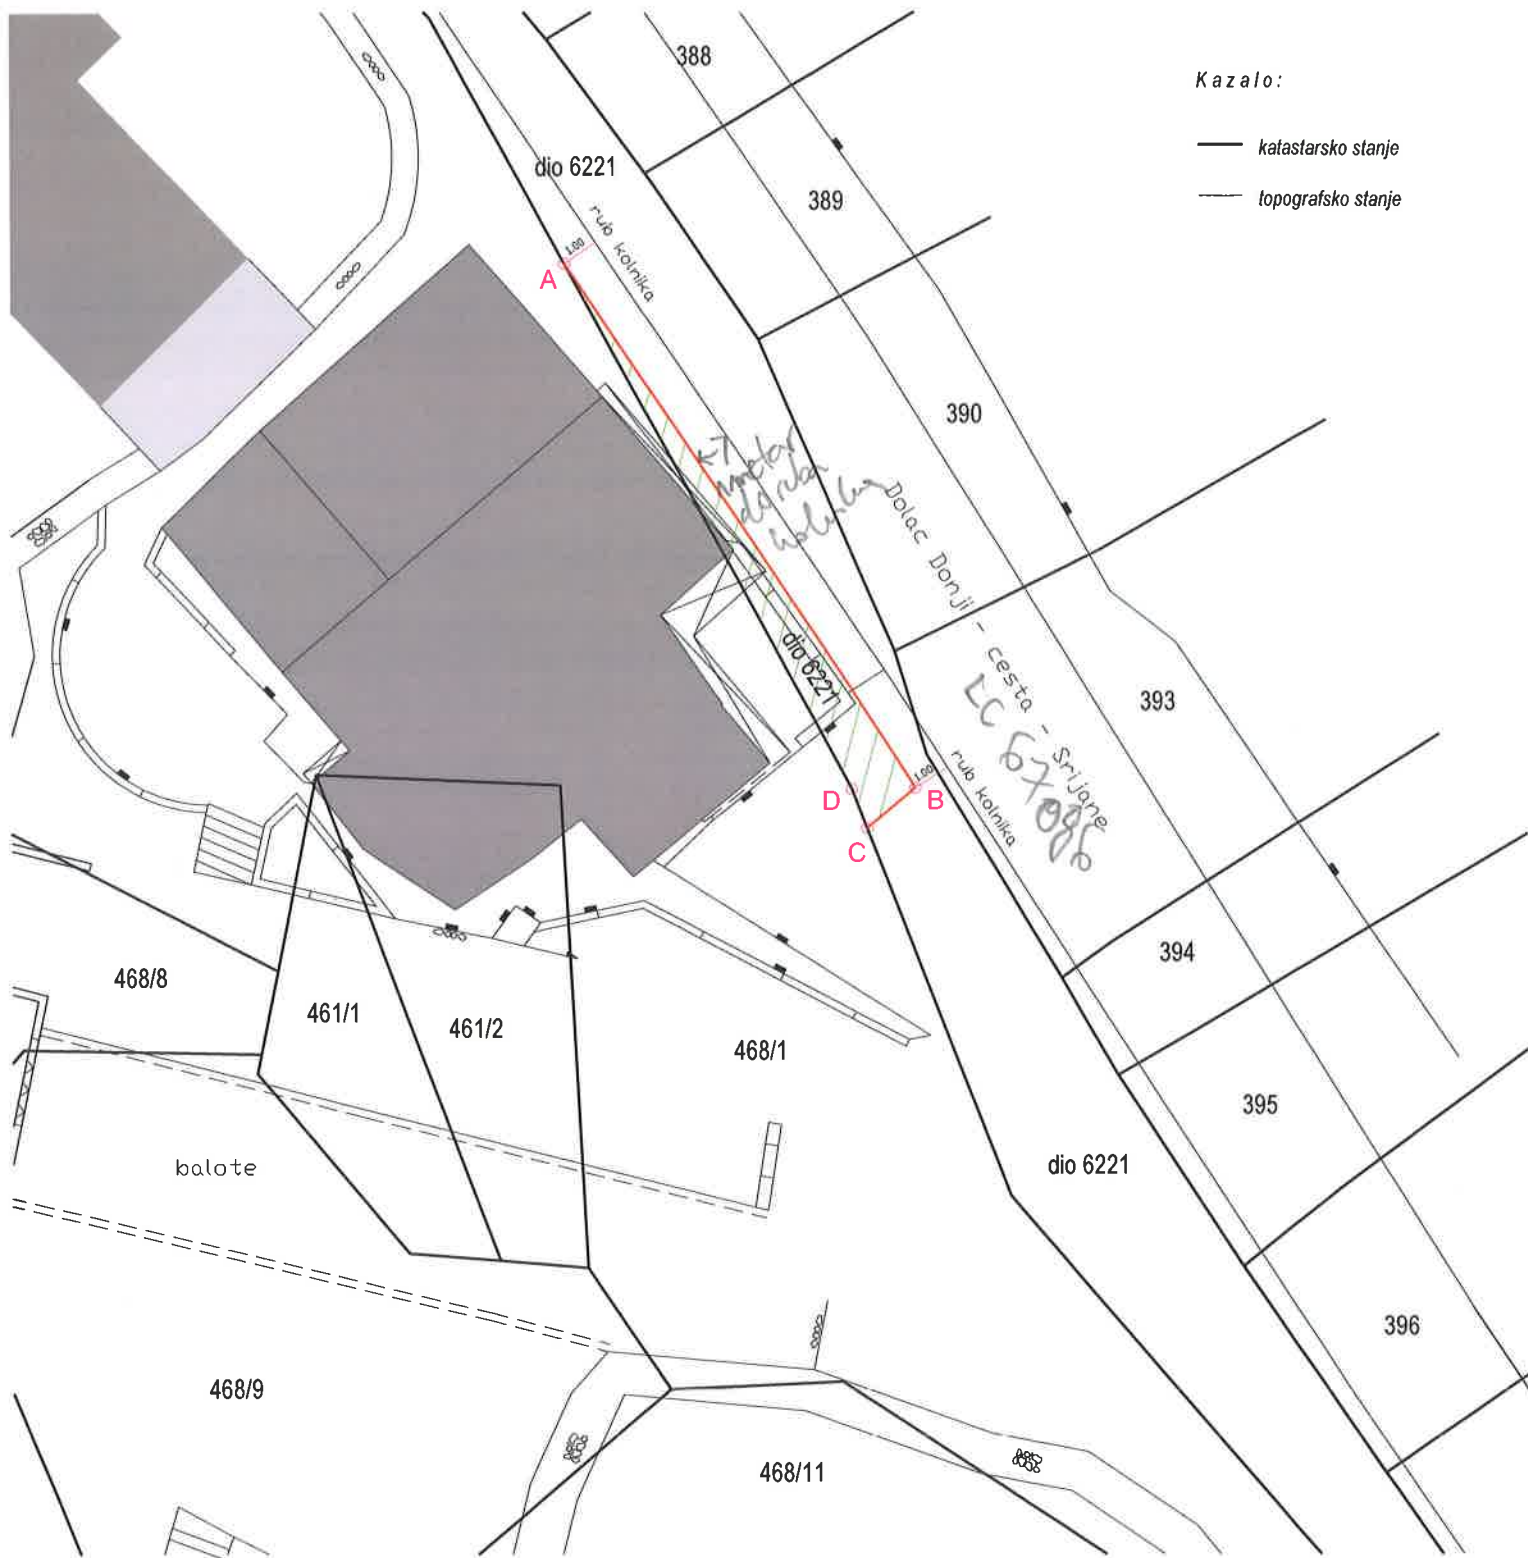 Kazalo:
katastarsko stanje
topografsko stanje
388
dio 6221
389
rub kolnika
1.00
A
390
metar
do ruba
kolnika
Dolac Donji - cesta - Srijane
LC 67086
dio 6221
393
rub kolnika
1.00
D
B
C
394
468/8
461/1
461/2
468/1
395
balote
dio 6221
396
468/9
468/11